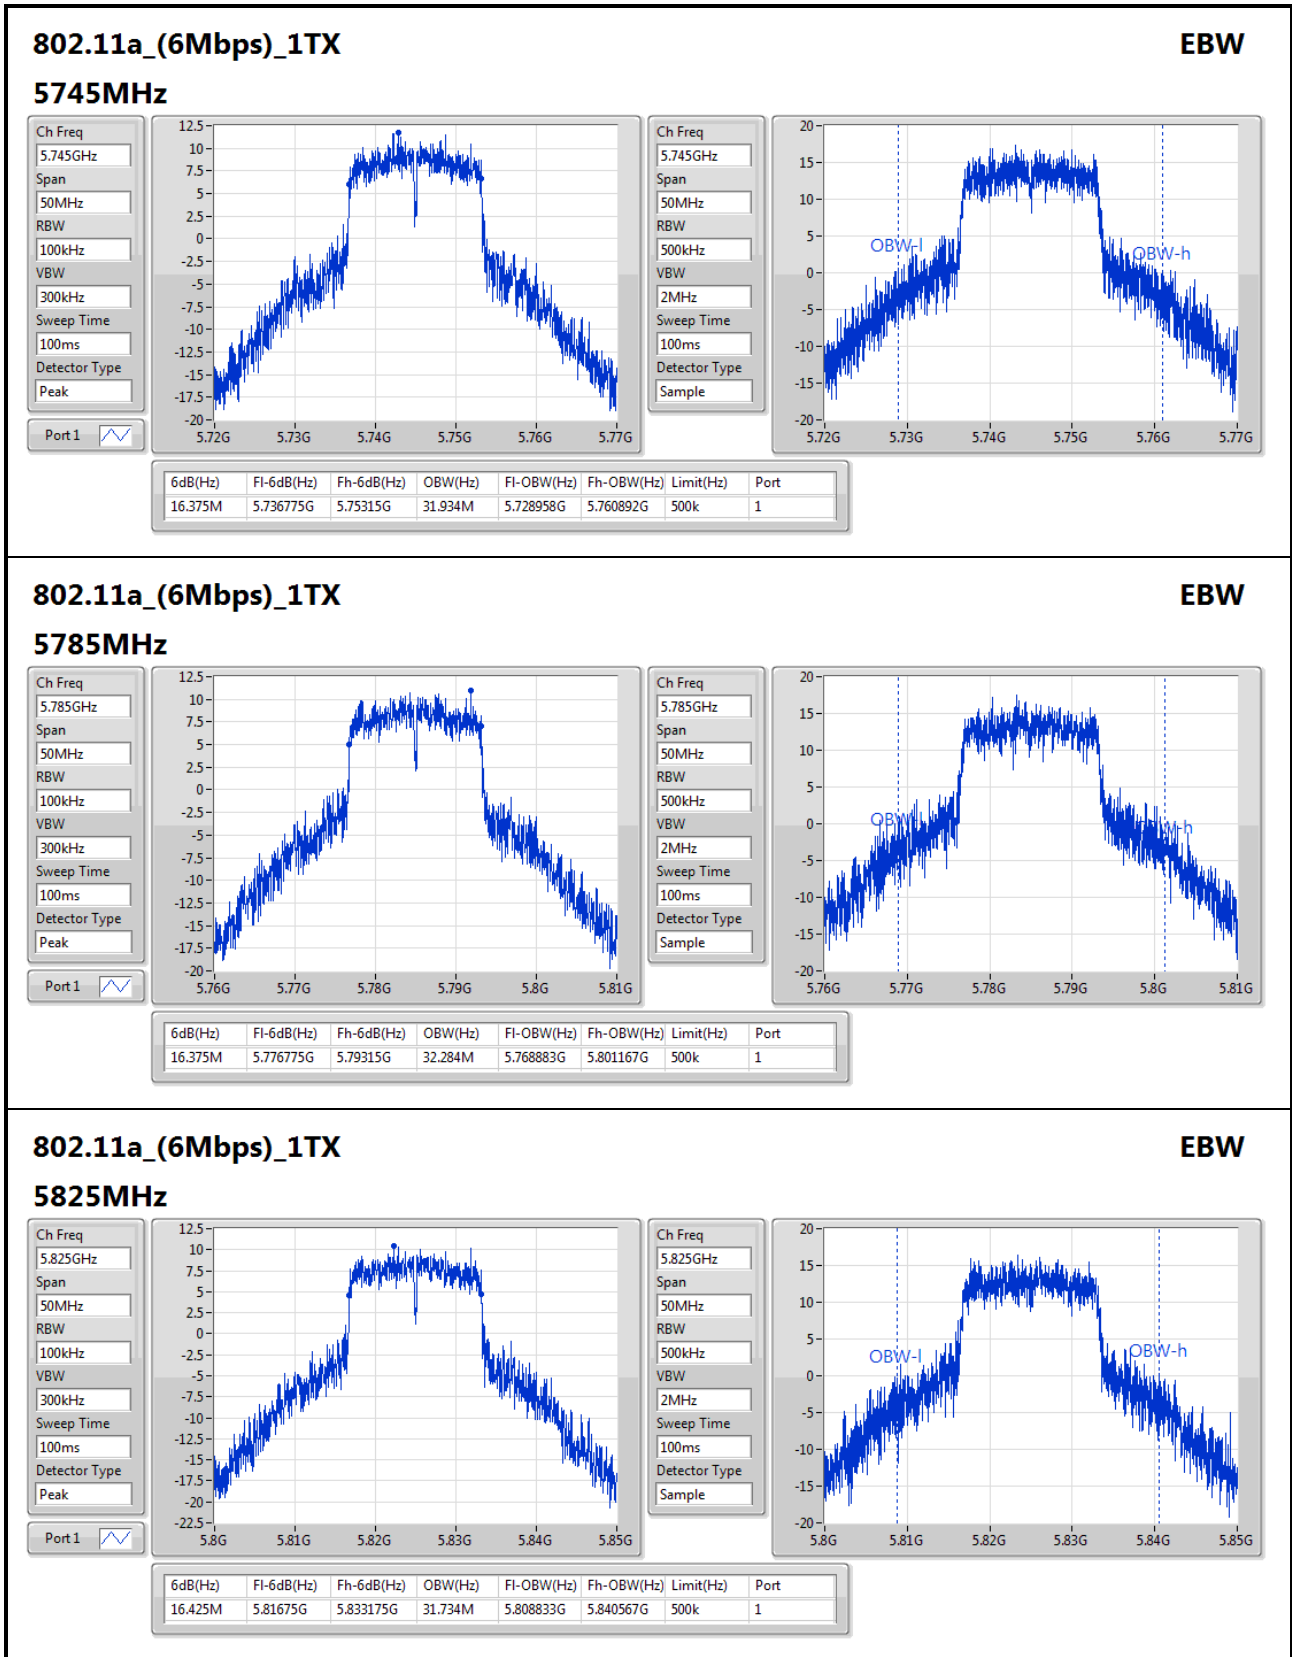 802.11a_(6Mbps)_1TX EBW
5745MHz
Ch Freq
5.745GHz
Span
50MHz
RBW
100kHz
VBW
300kHz
Sweep Time
100ms
Detector Type
Peak
Port 1
12.5
10
7.5
5
2.5
0
-2.5
-5
-7.5
-10
-12.5
-15
-17.5
-20
5.72G 5.73G 5.74G 5.75G 5.76G 5.77G
Ch Freq
5.745GHz
Span
50MHz
RBW
500kHz
VBW
2MHz
Sweep Time
100ms
Detector Type
Sample
20
15
10
5
0
-5
-10
-15
-20
OBW-l
OBW-h
5.72G 5.73G 5.74G 5.75G 5.76G 5.77G
6dB(Hz) Fl-6dB(Hz) Fh-6dB(Hz) OBW(Hz) Fl-OBW(Hz) Fh-OBW(Hz) Limit(Hz) Port
16.375M 5.736775G 5.75315G 31.934M 5.728958G 5.760892G 500k 1
802.11a_(6Mbps)_1TX EBW
5785MHz
Ch Freq
5.785GHz
Span
50MHz
RBW
100kHz
VBW
300kHz
Sweep Time
100ms
Detector Type
Peak
Port 1
12.5
10
7.5
5
2.5
0
-2.5
-5
-7.5
-10
-12.5
-15
-17.5
-20
5.76G 5.77G 5.78G 5.79G 5.8G 5.81G
Ch Freq
5.785GHz
Span
50MHz
RBW
500kHz
VBW
2MHz
Sweep Time
100ms
Detector Type
Sample
20
15
10
5
0
-5
-10
-15
-20
OBW-l
OBW-h
5.76G 5.77G 5.78G 5.79G 5.8G 5.81G
6dB(Hz) Fl-6dB(Hz) Fh-6dB(Hz) OBW(Hz) Fl-OBW(Hz) Fh-OBW(Hz) Limit(Hz) Port
16.375M 5.776775G 5.79315G 32.284M 5.768883G 5.801167G 500k 1
802.11a_(6Mbps)_1TX EBW
5825MHz
Ch Freq
5.825GHz
Span
50MHz
RBW
100kHz
VBW
300kHz
Sweep Time
100ms
Detector Type
Peak
Port 1
12.5
10
7.5
5
2.5
0
-2.5
-5
-7.5
-10
-12.5
-15
-17.5
-20
-22.5
5.8G 5.81G 5.82G 5.83G 5.84G 5.85G
Ch Freq
5.825GHz
Span
50MHz
RBW
500kHz
VBW
2MHz
Sweep Time
100ms
Detector Type
Sample
20
15
10
5
0
-5
-10
-15
-20
OBW-l
OBW-h
5.8G 5.81G 5.82G 5.83G 5.84G 5.85G
6dB(Hz) Fl-6dB(Hz) Fh-6dB(Hz) OBW(Hz) Fl-OBW(Hz) Fh-OBW(Hz) Limit(Hz) Port
16.425M 5.81675G 5.833175G 31.734M 5.808833G 5.840567G 500k 1